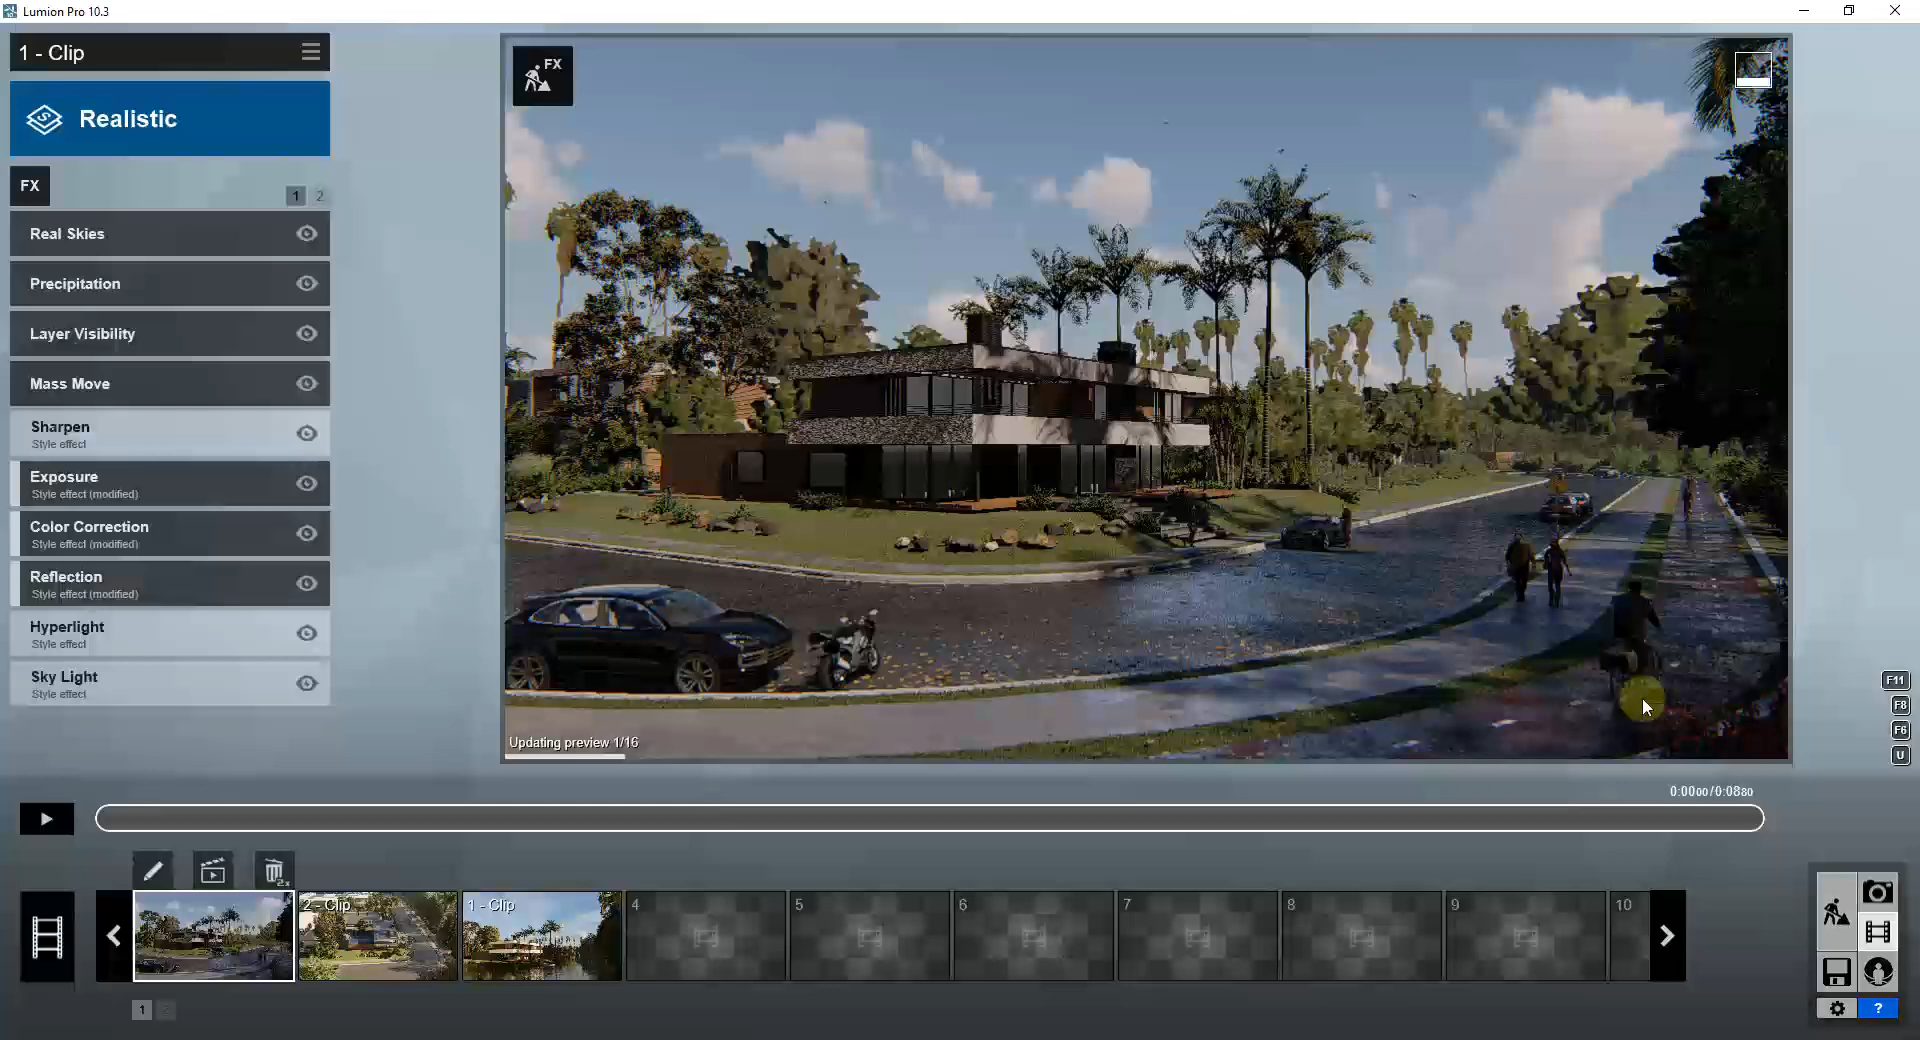 Lumion Pro 10.3
1 - Clip
Realistic
FX
1 2
Real Skies
Precipitation
Layer Visibility
Mass Move
Sharpen
Style effect
Exposure
Style effect (modified)
Color Correction
Style effect (modified)
Reflection
Style effect (modified)
Hyperlight
Style effect
Sky Light
Style effect
FX
Updating preview 1/16
F11
F8
F6
U
0:0000/0:0880
2x
2 - Clip
1 - Clip
4
5
6
7
8
9
10
1
?